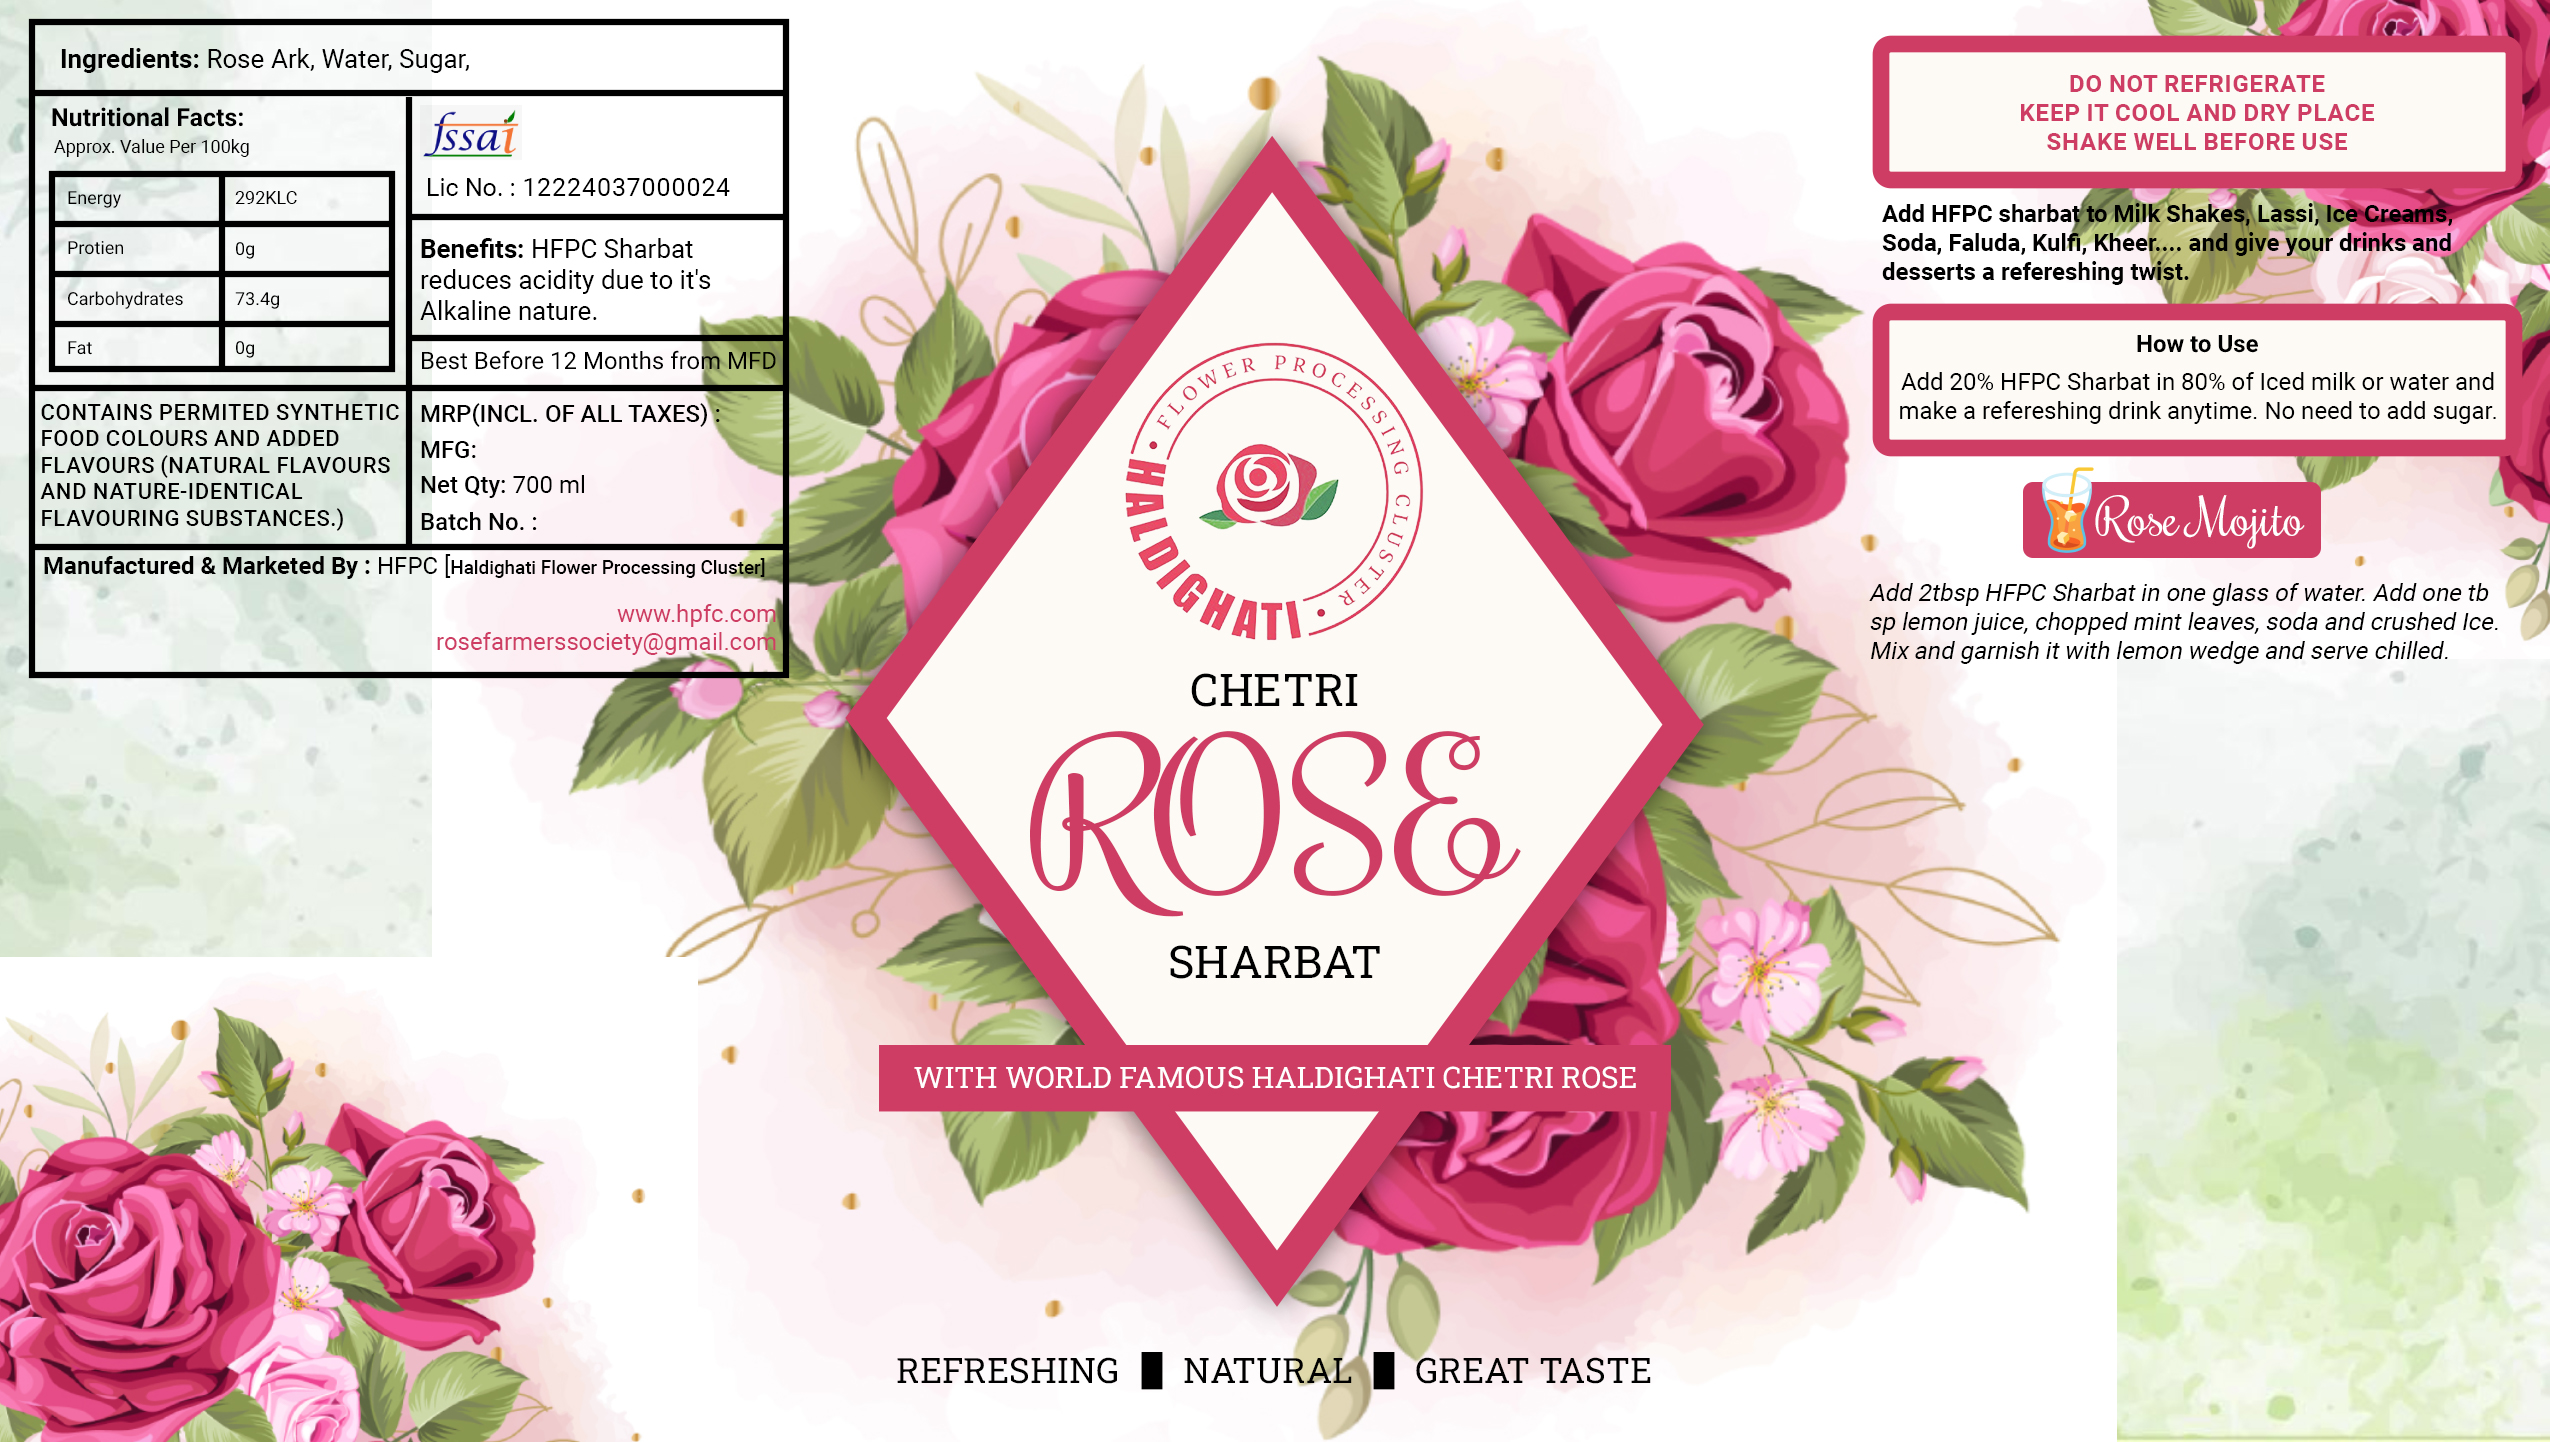 Ingredients: Rose Ark, Water, Sugar,
Nutritional Facts:
Approx. Value Per 100kg
Energy 292KLC
Protien 0g
Carbohydrates 73.4g
Fat 0g
fssai
Lic No. : 12224037000024
Benefits: HFPC Sharbat
reduces acidity due to it's
Alkaline nature.
Best Before 12 Months from MFD
CONTAINS PERMITED SYNTHETIC
FOOD COLOURS AND ADDED
FLAVOURS (NATURAL FLAVOURS
AND NATURE-IDENTICAL
FLAVOURING SUBSTANCES.)
MRP(INCL. OF ALL TAXES) :
MFG:
Net Qty: 700 ml
Batch No. :
Manufactured & Marketed By : HFPC [Haldighati Flower Processing Cluster]
www.hpfc.com
rosefarmerssociety@gmail.com
• FLOWER PROCESSING CLUSTER •
HALDIGHATI
CHETRI
ROSE
SHARBAT
WITH WORLD FAMOUS HALDIGHATI CHETRI ROSE
REFRESHING NATURAL GREAT TASTE
DO NOT REFRIGERATE
KEEP IT COOL AND DRY PLACE
SHAKE WELL BEFORE USE
Add HFPC sharbat to Milk Shakes, Lassi, Ice Creams,
Soda, Faluda, Kulfi, Kheer.... and give your drinks and
desserts a refereshing twist.
How to Use
Add 20% HFPC Sharbat in 80% of Iced milk or water and
make a refereshing drink anytime. No need to add sugar.
Rose Mojito
Add 2tbsp HFPC Sharbat in one glass of water. Add one tb
sp lemon juice, chopped mint leaves, soda and crushed Ice.
Mix and garnish it with lemon wedge and serve chilled.